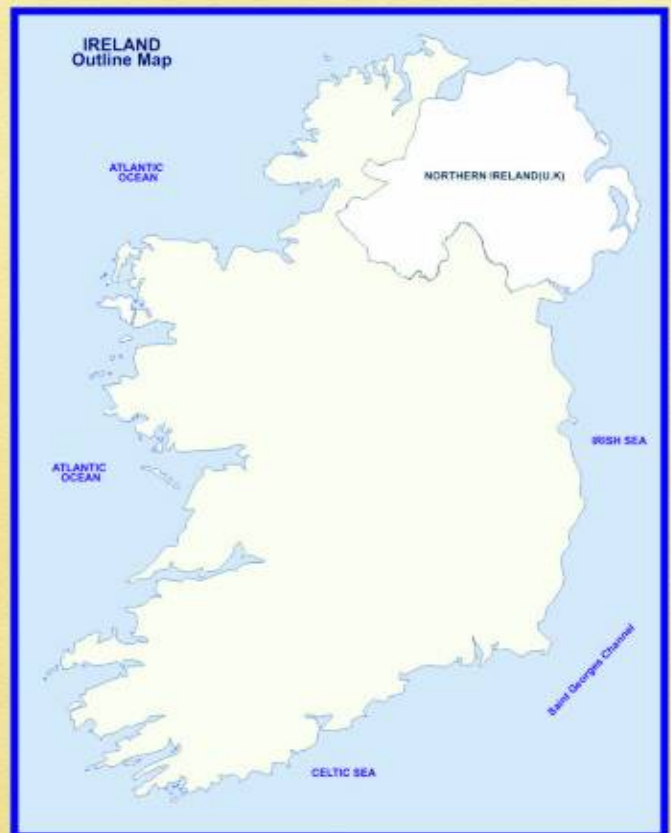 IRELAND
Outline Map
ATLANTIC
OCEAN
NORTHERN IRELAND(U.K)
IRISH SEA
ATLANTIC
OCEAN
Saint Georges Channel
CELTIC SEA